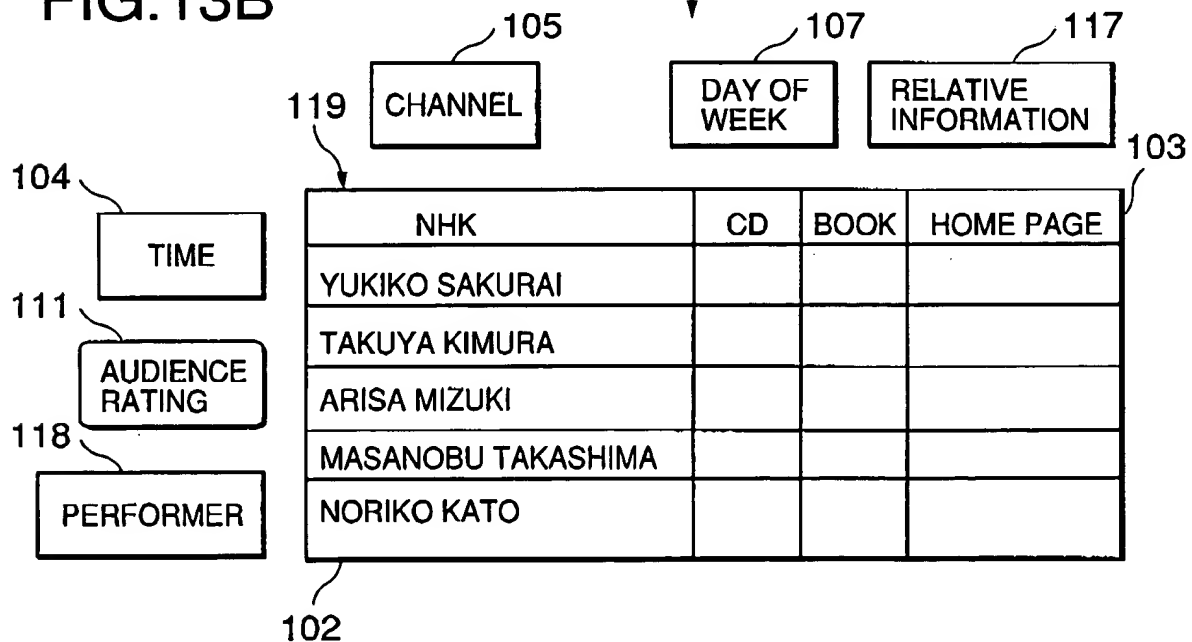 FIG.13B
105
107
117
CHANNEL
DAY OF
WEEK
RELATIVE
INFORMATION
119
103
104
TIME
NHK CD BOOK HOME PAGE
YUKIKO SAKURAI
111
TAKUYA KIMURA
AUDIENCE
RATING
ARISA MIZUKI
118
MASANOBU TAKASHIMA
PERFORMER
NORIKO KATO
102